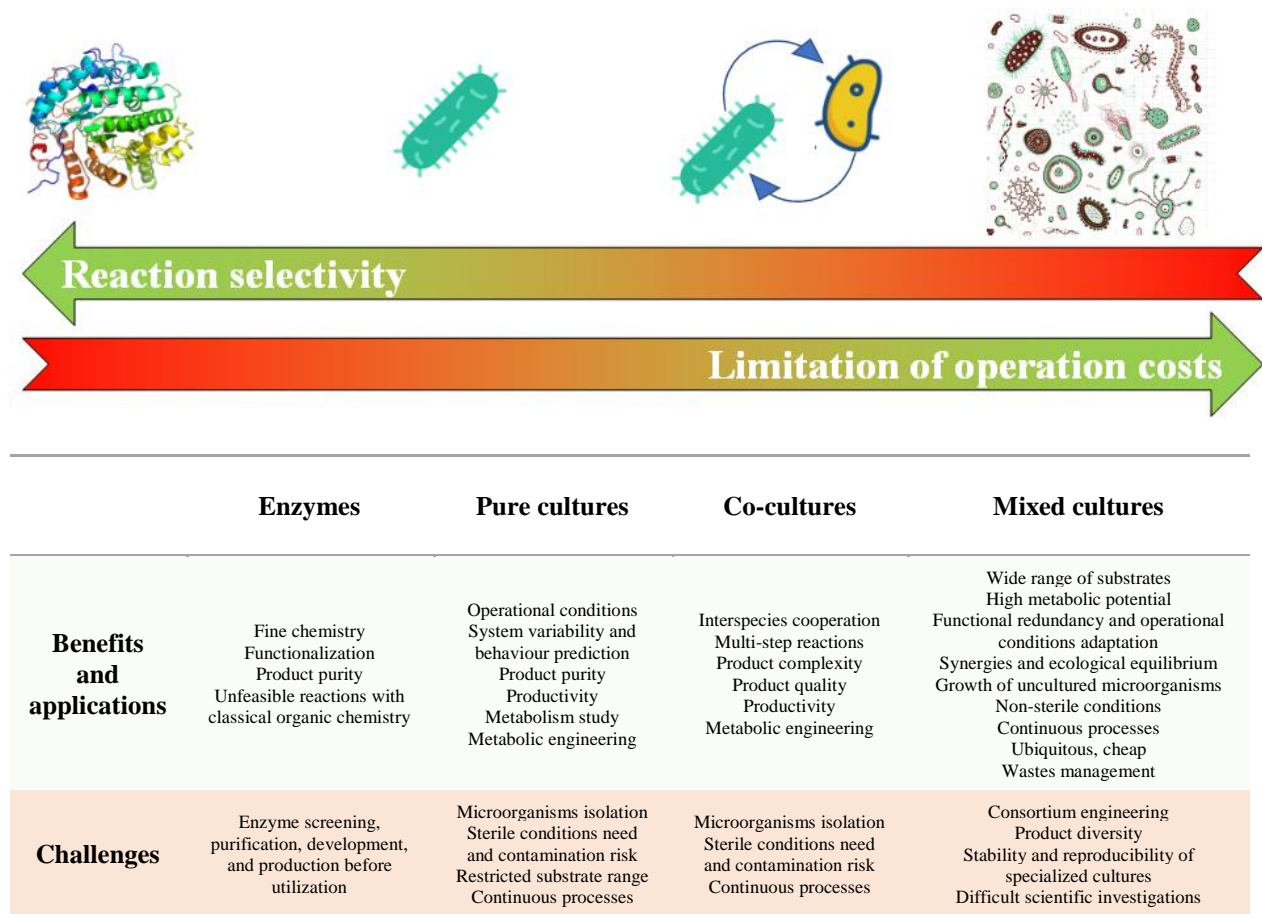 Reaction selectivity
Limitation of operation costs
Enzymes
Pure cultures
Co-cultures
Mixed cultures
Benefits
and
applications
Fine chemistry
Functionalization
Product purity
Unfeasible reactions with
classical organic chemistry
Operational conditions
System variability and
behaviour prediction
Product purity
Productivity
Metabolism study
Metabolic engineering
Interspecies cooperation
Multi-step reactions
Product complexity
Product quality
Productivity
Metabolic engineering
Wide range of substrates
High metabolic potential
Functional redundancy and operational
conditions adaptation
Synergies and ecological equilibrium
Growth of uncultured microorganisms
Non-sterile conditions
Continuous processes
Ubiquitous, cheap
Wastes management
Challenges
Enzyme screening,
purification, development,
and production before
utilization
Microorganisms isolation
Sterile conditions need
and contamination risk
Restricted substrate range
Continuous processes
Microorganisms isolation
Sterile conditions need
and contamination risk
Continuous processes
Consortium engineering
Product diversity
Stability and reproducibility of
specialized cultures
Difficult scientific investigations